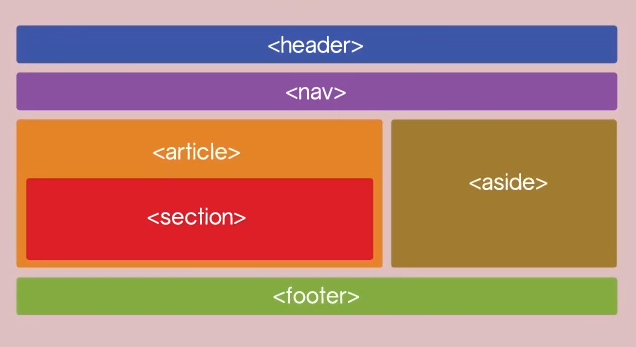 <header>
<nav>
<article>
<section>
<aside>
<footer>